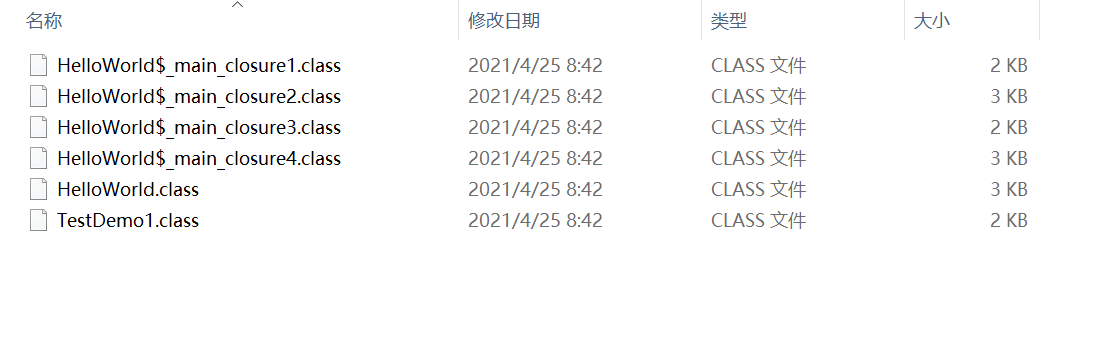 名称 修改日期 类型 大小
HelloWorld$_main_closure1.class 2021/4/25 8:42 CLASS 文件 2 KB
HelloWorld$_main_closure2.class 2021/4/25 8:42 CLASS 文件 3 KB
HelloWorld$_main_closure3.class 2021/4/25 8:42 CLASS 文件 2 KB
HelloWorld$_main_closure4.class 2021/4/25 8:42 CLASS 文件 3 KB
HelloWorld.class 2021/4/25 8:42 CLASS 文件 3 KB
TestDemo1.class 2021/4/25 8:42 CLASS 文件 2 KB